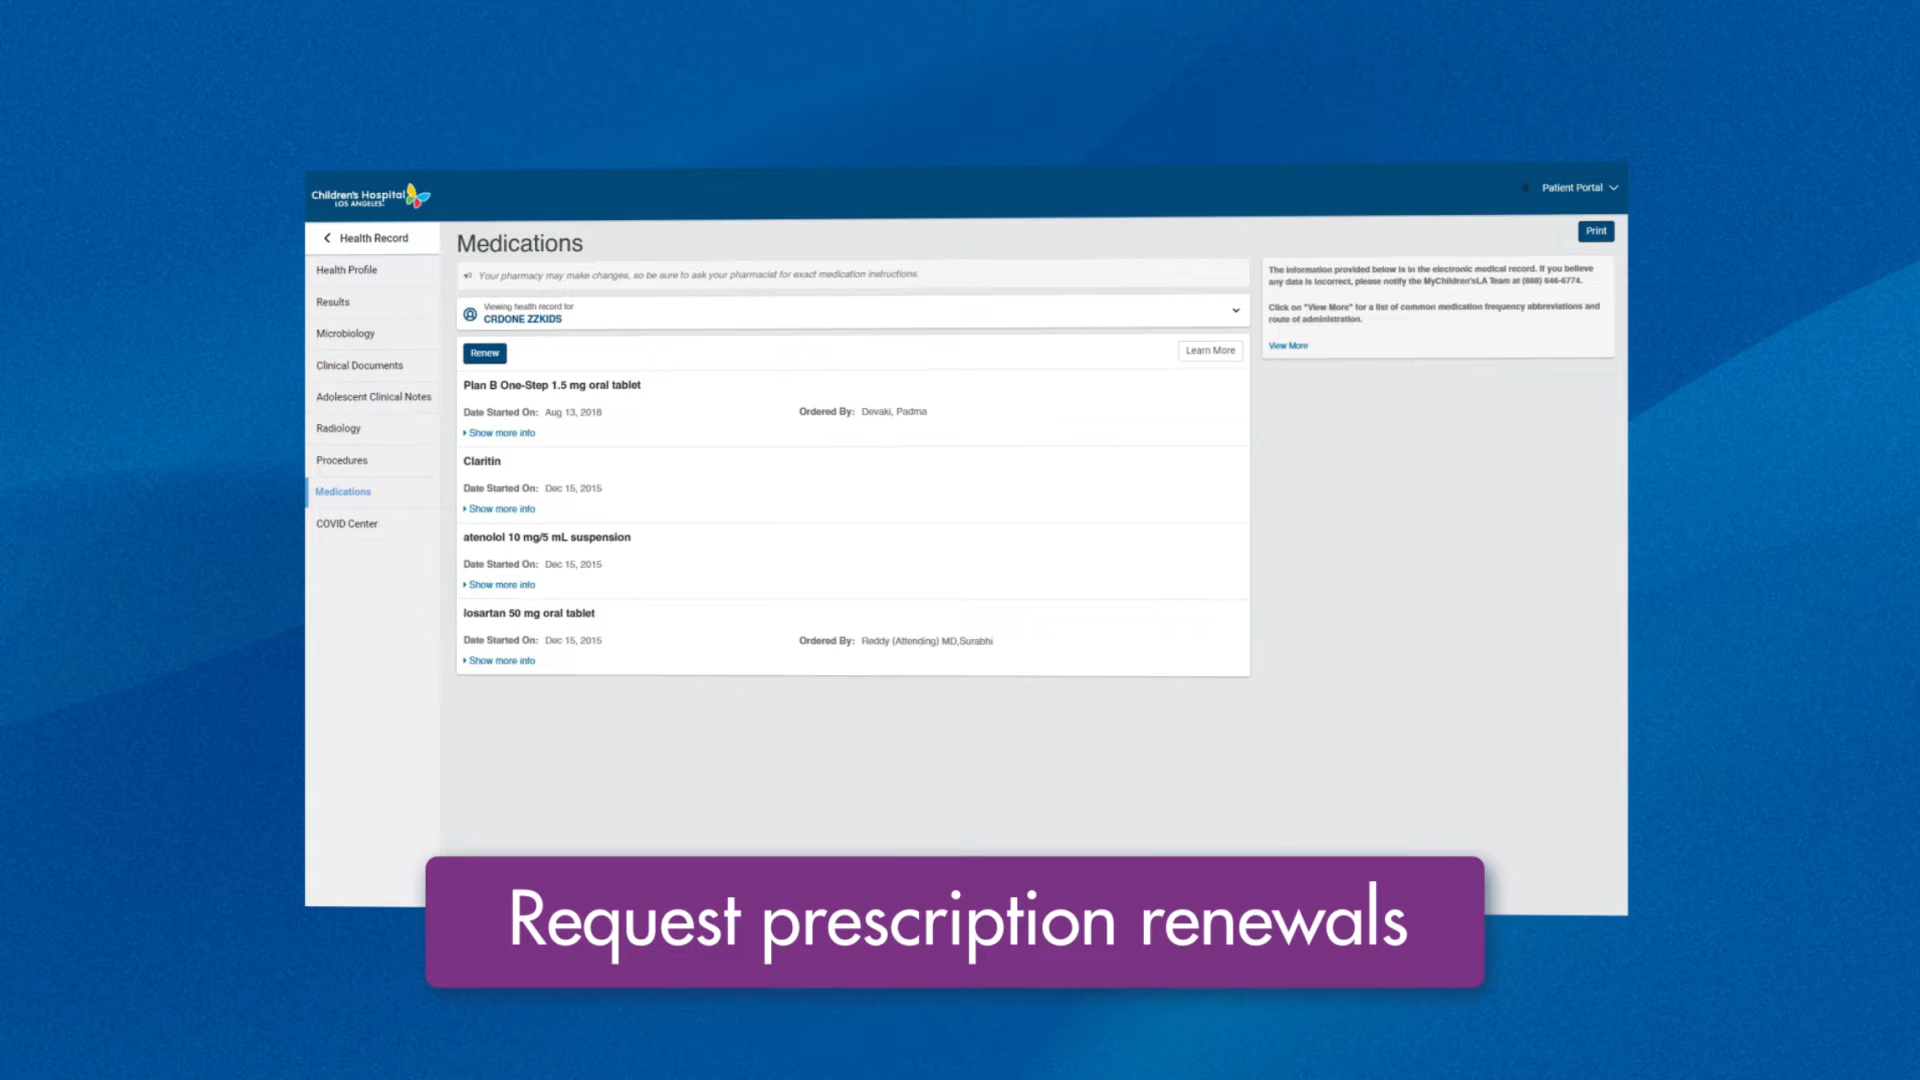 Children's Hospital
LOS ANGELES.
Patient Portal
Health Record
Health Profile
Results
Microbiology
Clinical Documents
Adolescent Clinical Notes
Radiology
Procedures
Medications
COVID Center
Medications
Print
Your pharmacy may make changes, so be sure to ask your pharmacist for exact medication instructions.
Viewing health record for
CRDONE ZZKIDS
Renew
Learn More
Plan B One-Step 1.5 mg oral tablet
Date Started On: Aug 13, 2018 Ordered By: Devaki, Padma
Show more info
Claritin
Date Started On: Dec 15, 2015
Show more info
atenolol 10 mg/5 mL suspension
Date Started On: Dec 15, 2015
Show more info
losartan 50 mg oral tablet
Date Started On: Dec 15, 2015 Ordered By: Reddy (Attending) MD,Surabhi
Show more info
The information provided below is in the electronic medical record. If you believe
any data is incorrect, please notify the MyChildren'sLA Team at (888) 646-6774.
Click on "View More" for a list of common medication frequency abbreviations and
route of administration.
View More
Request prescription renewals